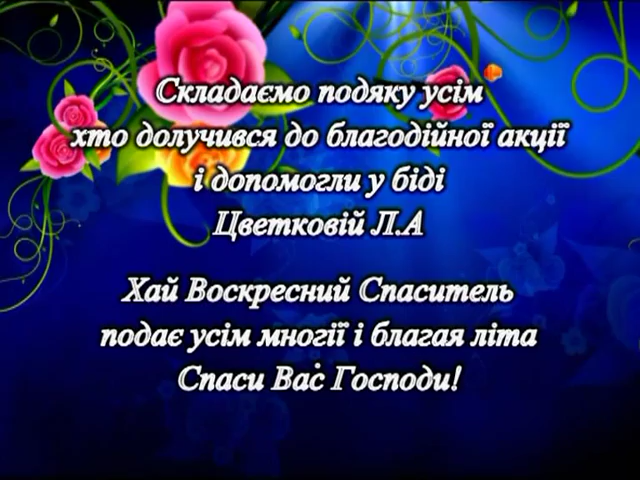 Складаємо подяку усім
хто долучився до благодійної акції
і допомогли у біді
Цветковій Л.А
Хай Воскресний Спаситель
подає усім многії і благая літа
Спаси Вас Господи!